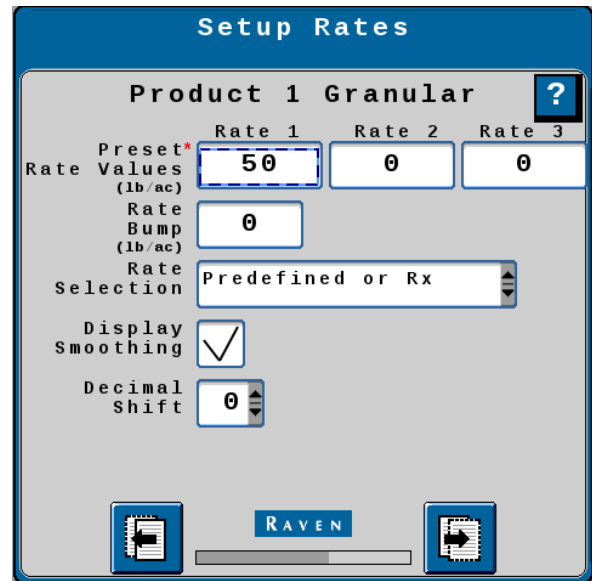 Setup Rates
Product 1 Granular
?
Rate 1 Rate 2 Rate 3
Preset*
Rate Values
(lb/ac)
50 0 0
Rate
Bump
(lb/ac)
0
Rate
Selection
Predefined or Rx
Display
Smoothing
Decimal
Shift
0
RAVEN